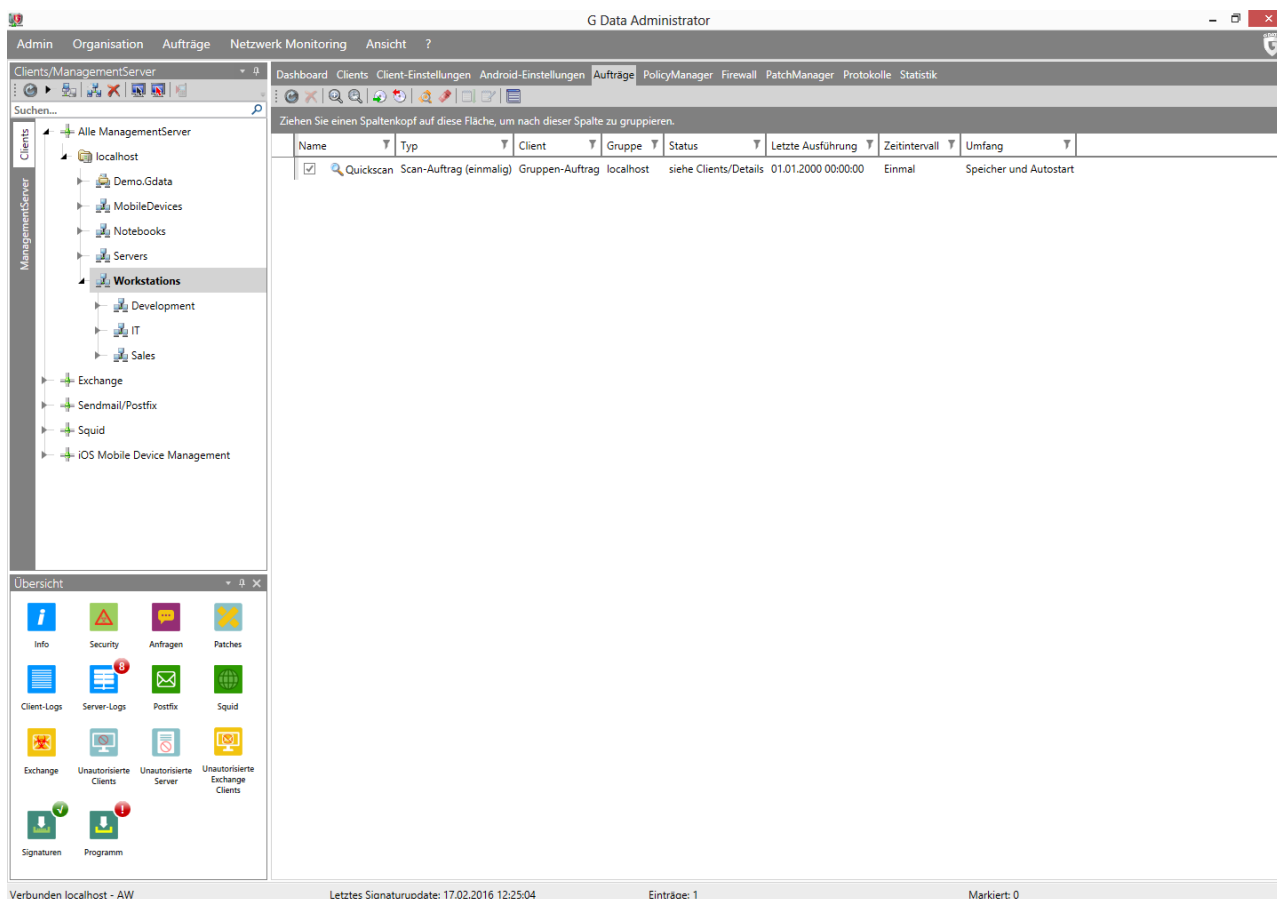 G Data Administrator
Admin Organisation Aufträge Netzwerk Monitoring Ansicht ?
Clients/ManagementServer
Suchen...
Clients
ManagementServer
Alle ManagementServer
localhost
Demo.Gdata
MobileDevices
Notebooks
Servers
Workstations
Development
IT
Sales
Exchange
Sendmail/Postfix
Squid
iOS Mobile Device Management
Dashboard Clients Client-Einstellungen Android-Einstellungen Aufträge PolicyManager Firewall PatchManager Protokolle Statistik
Ziehen Sie einen Spaltenkopf auf diese Fläche, um nach dieser Spalte zu gruppieren.
Name Typ Client Gruppe Status Letzte Ausführung Zeitintervall Umfang
Quickscan Scan-Auftrag (einmalig) Gruppen-Auftrag localhost siehe Clients/Details 01.01.2000 00:00:00 Einmal Speicher und Autostart
Übersicht
Info Security Anfragen Patches
8
Client-Logs Server-Logs Postfix Squid
Exchange Unautorisierte Clients Unautorisierte Server Unautorisierte Exchange Clients
Signaturen Programm
Verbunden localhost - AW Letztes Signaturupdate: 17.02.2016 12:25:04 Einträge: 1 Markiert: 0